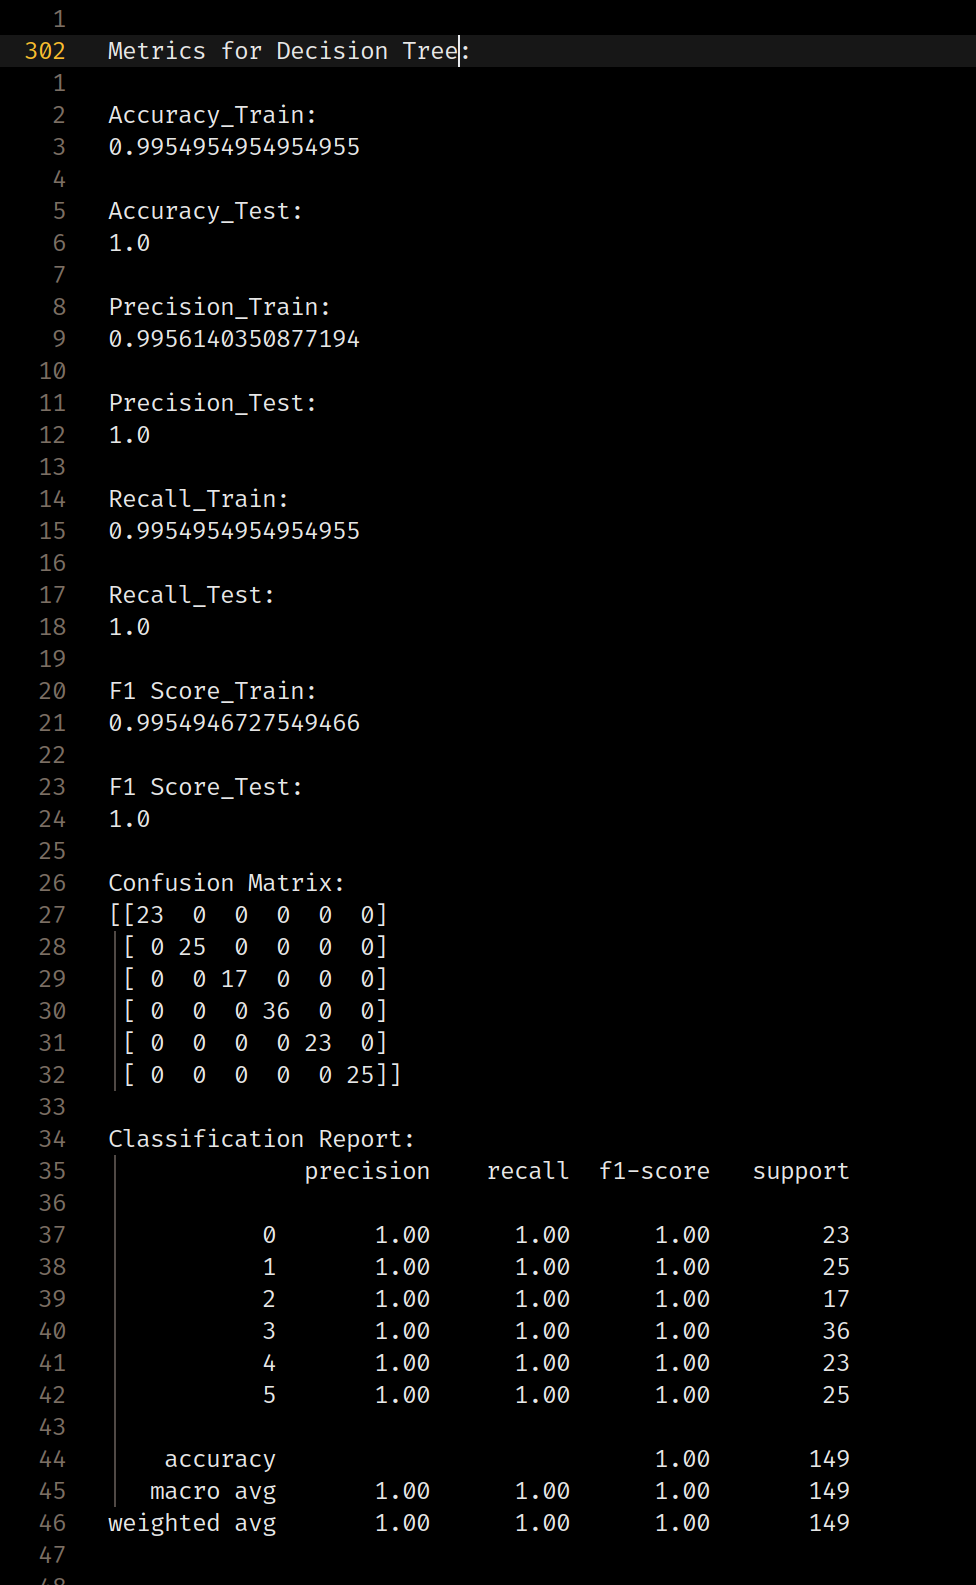 1
302 Metrics for Decision Tree:
1
2 Accuracy_Train:
3 0.9954954954954955
4
5 Accuracy_Test:
6 1.0
7
8 Precision_Train:
9 0.9956140350877194
10
11 Precision_Test:
12 1.0
13
14 Recall_Train:
15 0.9954954954954955
16
17 Recall_Test:
18 1.0
19
20 F1 Score_Train:
21 0.9954946727549466
22
23 F1 Score_Test:
24 1.0
25
26 Confusion Matrix:
27 [[23  0  0  0  0  0]
28 [ 0 25  0  0  0  0]
29 [ 0  0 17  0  0  0]
30 [ 0  0  0 36  0  0]
31 [ 0  0  0  0 23  0]
32 [ 0  0  0  0  0 25]]
33
34 Classification Report:
35 precision recall f1-score support
36
37 0 1.00 1.00 1.00 23
38 1 1.00 1.00 1.00 25
39 2 1.00 1.00 1.00 17
40 3 1.00 1.00 1.00 36
41 4 1.00 1.00 1.00 23
42 5 1.00 1.00 1.00 25
43
44 accuracy 1.00 149
45 macro avg 1.00 1.00 1.00 149
46 weighted avg 1.00 1.00 1.00 149
47
48